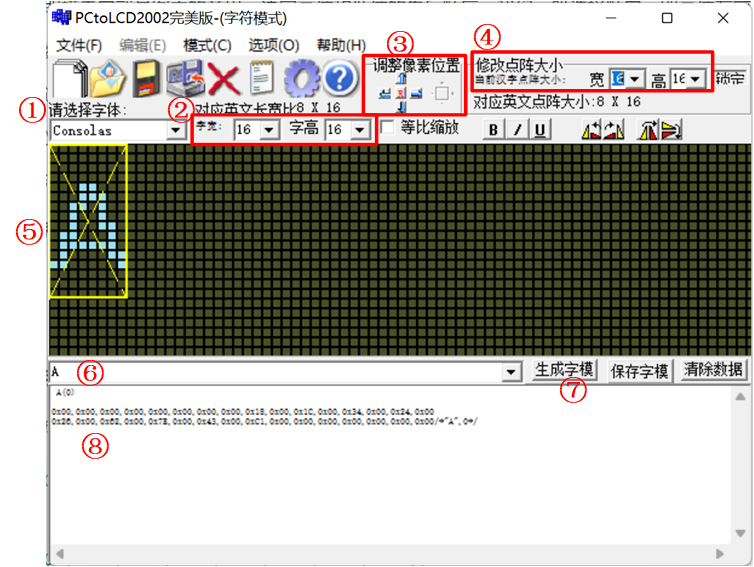 PCtoLCD2002完美版-(字符模式)
文件(F) 编辑(E) 模式(C) 选项(O) 帮助(H)
③
④
调整像素位置
修改点阵大小
当前汉字点阵大小: 宽 16 高 16 锁定
①
请选择字体:
②
对应英文长宽比8 X 16
对应英文点阵大小:8 X 16
Consolas
字宽: 16 字高 16
等比缩放
B I U
⑤
A
⑥
生成字模 保存字模 清除数据
⑦
A(0)
0x00,0x00,0x00,0x00,0x00,0x00,0x00,0x00,0x18,0x00,0x1C,0x00,0x34,0x00,0x24,0x00
0x26,0x00,0x62,0x00,0x7E,0x00,0x43,0x00,0xC1,0x00,0x00,0x00,0x00,0x00,0x00,0x00/*"A",0*/
⑧